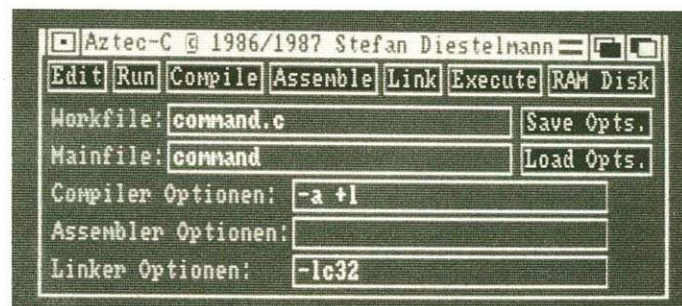 Aztec-C © 1986/1987 Stefan Diestelmann
Edit Run Compile Assemble Link Execute RAM Disk
Workfile: command.c Save Opts.
Mainfile: command Load Opts.
Compiler Optionen: -a +l
Assembler Optionen:
Linker Optionen: -lc32